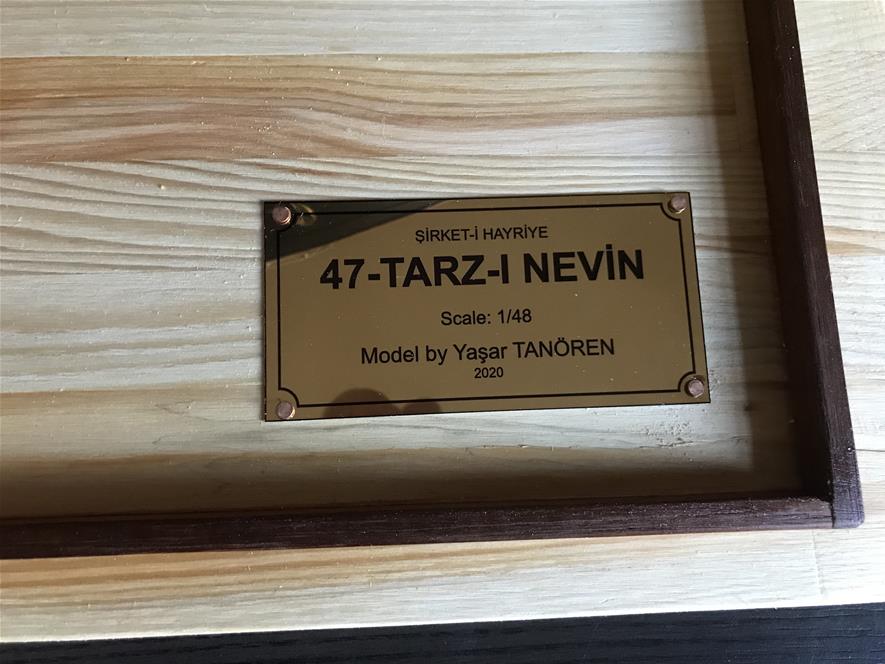 ŞİRKET-İ HAYRİYE
47-TARZ-I NEVİN
Scale: 1/48
Model by Yaşar TANÖREN
2020